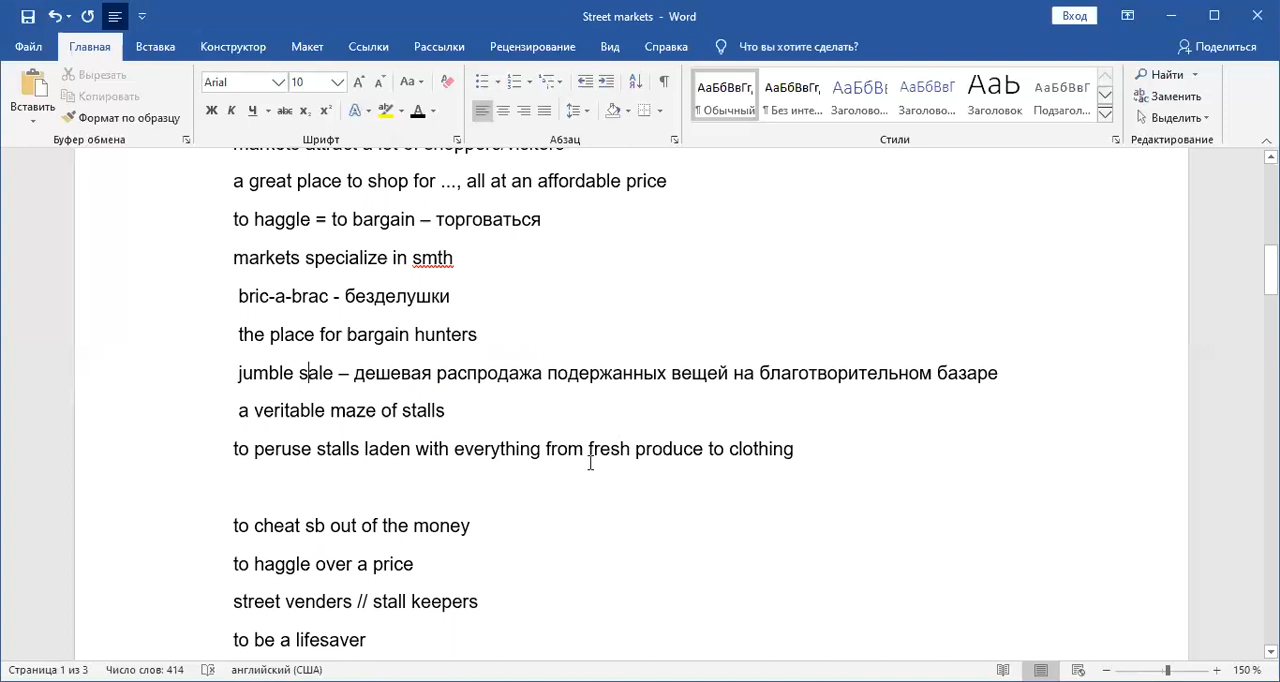 Street markets - Word
Вход
Файл Главная Вставка Конструктор Макет Ссылки Рассылки Рецензирование Вид Справка Что вы хотите сделать? Поделиться
Вставить
Вырезать
Копировать
Формат по образцу
Буфер обмена
Arial 10
Ж К Ч abc x₂ x²
Шрифт
Абзац
АаБбВвГг, АаБбВвГг, АаБбВ АаБбВвГ АаЬ АаБбВвГ
¶ Обычный ¶ Без инте... Заголово... Заголово... Заголовок Подзагол...
Стили
Найти
Заменить
Выделить
Редактирование
markets attract a lot of shoppers/visitors
a great place to shop for ..., all at an affordable price
to haggle = to bargain – торговаться
markets specialize in smth
bric-a-brac - безделушки
the place for bargain hunters
jumble sale – дешевая распродажа подержанных вещей на благотворительном базаре
a veritable maze of stalls
to peruse stalls laden with everything from fresh produce to clothing
to cheat sb out of the money
to haggle over a price
street venders // stall keepers
to be a lifesaver
Страница 1 из 3 Число слов: 414 английский (США) 150 %